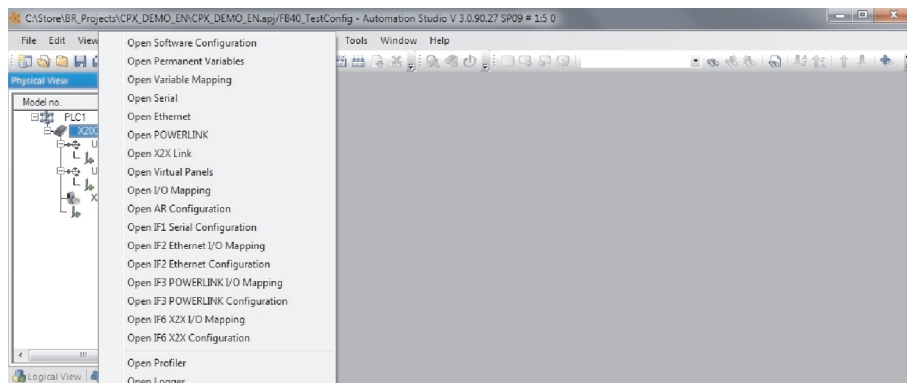 C:\Store\BR_Projects\CPX_DEMO_EN\CPX_DEMO_EN.apj/FB40_TestConfig - Automation Studio V 3.0.90.27 SP09 # 1:5 0
File Edit View Tools Window Help
Physical View
Model no.
PLC1
X20C
U
U
X
Logical View
Open Software Configuration
Open Permanent Variables
Open Variable Mapping
Open Serial
Open Ethernet
Open POWERLINK
Open X2X Link
Open Virtual Panels
Open I/O Mapping
Open AR Configuration
Open IF1 Serial Configuration
Open IF2 Ethernet I/O Mapping
Open IF2 Ethernet Configuration
Open IF3 POWERLINK I/O Mapping
Open IF3 POWERLINK Configuration
Open IF6 X2X I/O Mapping
Open IF6 X2X Configuration
Open Profiler
Open Logger